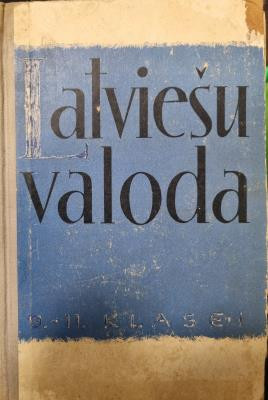 Latviešu
valoda
9.-11. KLASEI